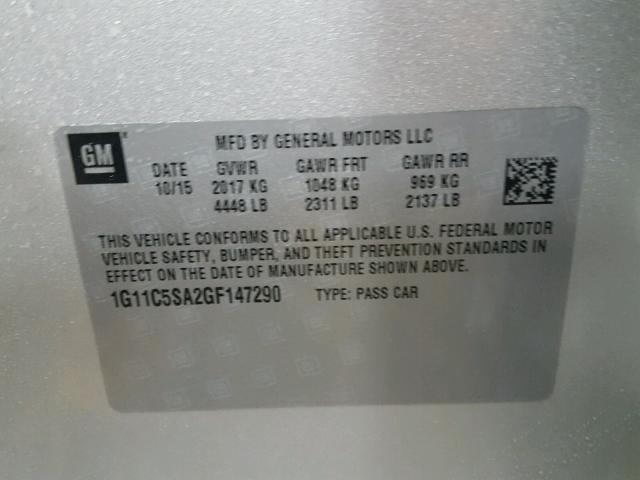 GM
MFD BY GENERAL MOTORS LLC
DATE GVWR GAWR FRT GAWR RR
10/15 2017 KG 1048 KG 969 KG
4448 LB 2311 LB 2137 LB
THIS VEHICLE CONFORMS TO ALL APPLICABLE U.S. FEDERAL MOTOR
VEHICLE SAFETY, BUMPER, AND THEFT PREVENTION STANDARDS IN
EFFECT ON THE DATE OF MANUFACTURE SHOWN ABOVE.
1G11C5SA2GF147290 TYPE: PASS CAR